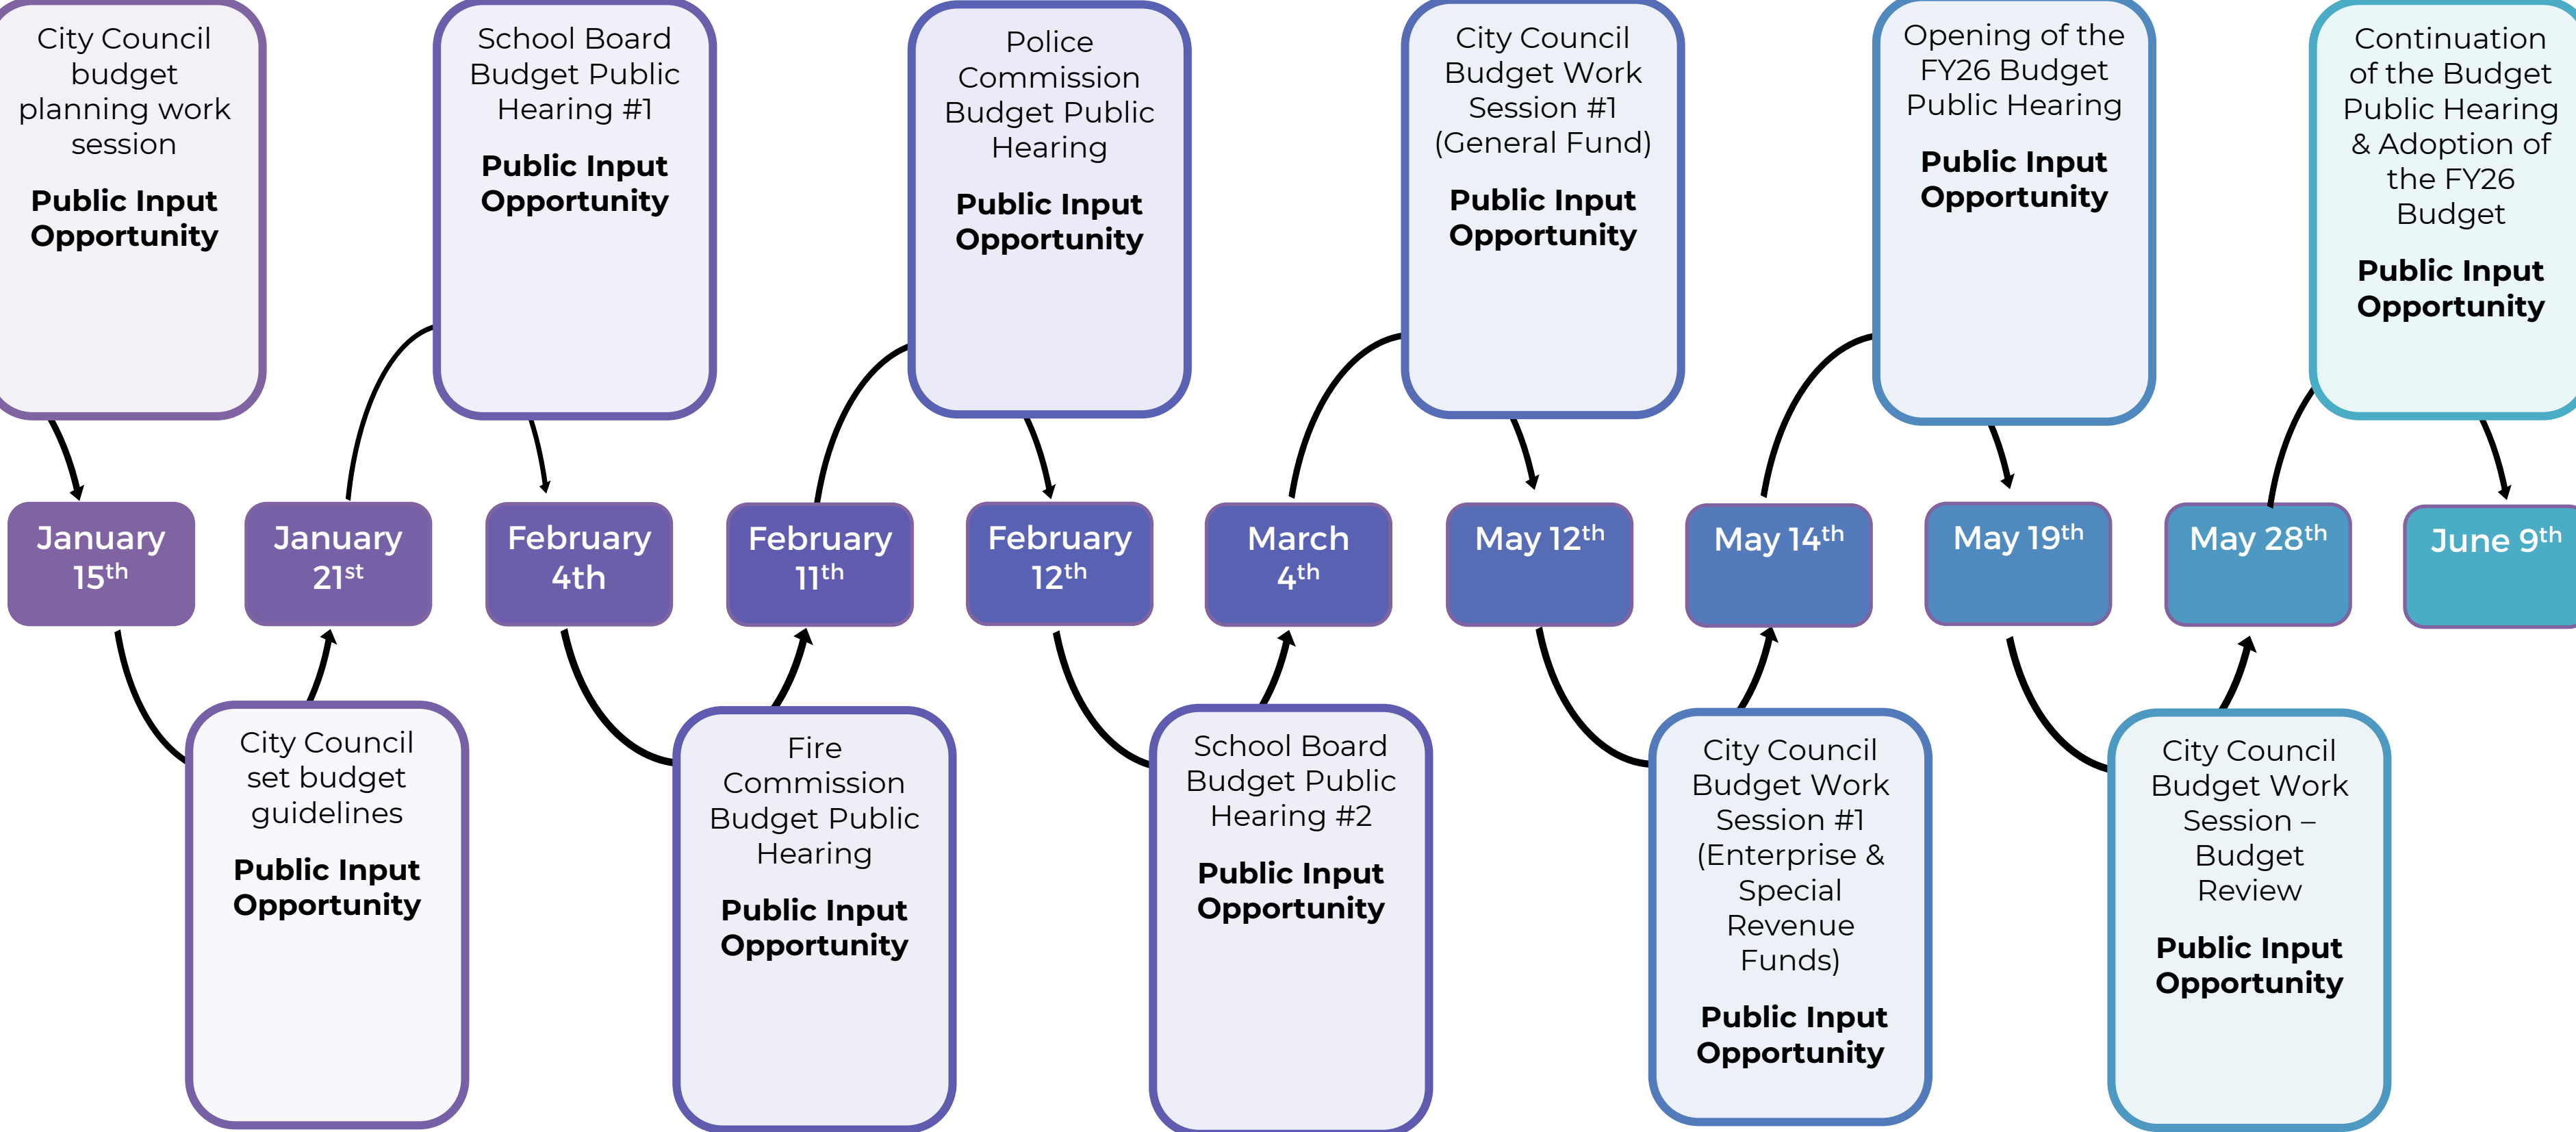 City Council
budget
planning work
session
Public Input
Opportunity
January
15th
City Council
set budget
guidelines
Public Input
Opportunity
January
21st
School Board
Budget Public
Hearing #1
Public Input
Opportunity
February
4th
Fire
Commission
Budget Public
Hearing
Public Input
Opportunity
February
11th
Police
Commission
Budget Public
Hearing
Public Input
Opportunity
February
12th
School Board
Budget Public
Hearing #2
Public Input
Opportunity
March
4th
City Council
Budget Work
Session #1
(General Fund)
Public Input
Opportunity
May 12th
City Council
Budget Work
Session #1
(Enterprise &
Special
Revenue
Funds)
Public Input
Opportunity
May 14th
Opening of the
FY26 Budget
Public Hearing
Public Input
Opportunity
May 19th
City Council
Budget Work
Session –
Budget
Review
Public Input
Opportunity
May 28th
Continuation
of the Budget
Public Hearing
& Adoption of
the FY26
Budget
Public Input
Opportunity
June 9th